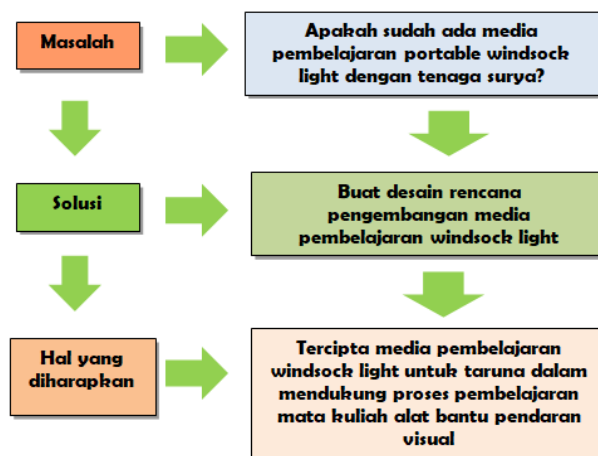 Masalah
Apakah sudah ada media
pembelajaran portable windsock
light dengan tenaga surya?
Solusi
Buat desain rencana
pengembangan media
pembelajaran windsock light
Hal yang
diharapkan
Tercipta media pembelajaran
windsock light untuk taruna dalam
mendukung proses pembelajaran
mata kuliah alat bantu pendaran
visual